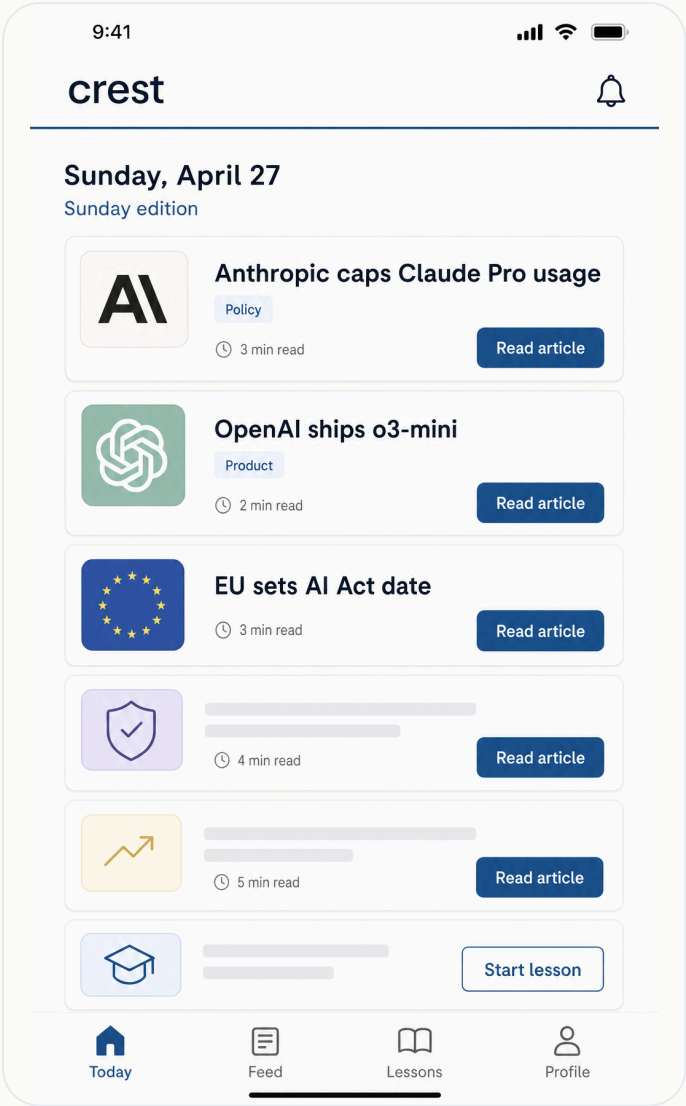 9:41
crest
Sunday, April 27
Sunday edition
Anthropic caps Claude Pro usage
Policy
3 min read
Read article
OpenAI ships o3-mini
Product
2 min read
Read article
EU sets AI Act date
3 min read
Read article
4 min read
Read article
5 min read
Read article
Start lesson
Today
Feed
Lessons
Profile